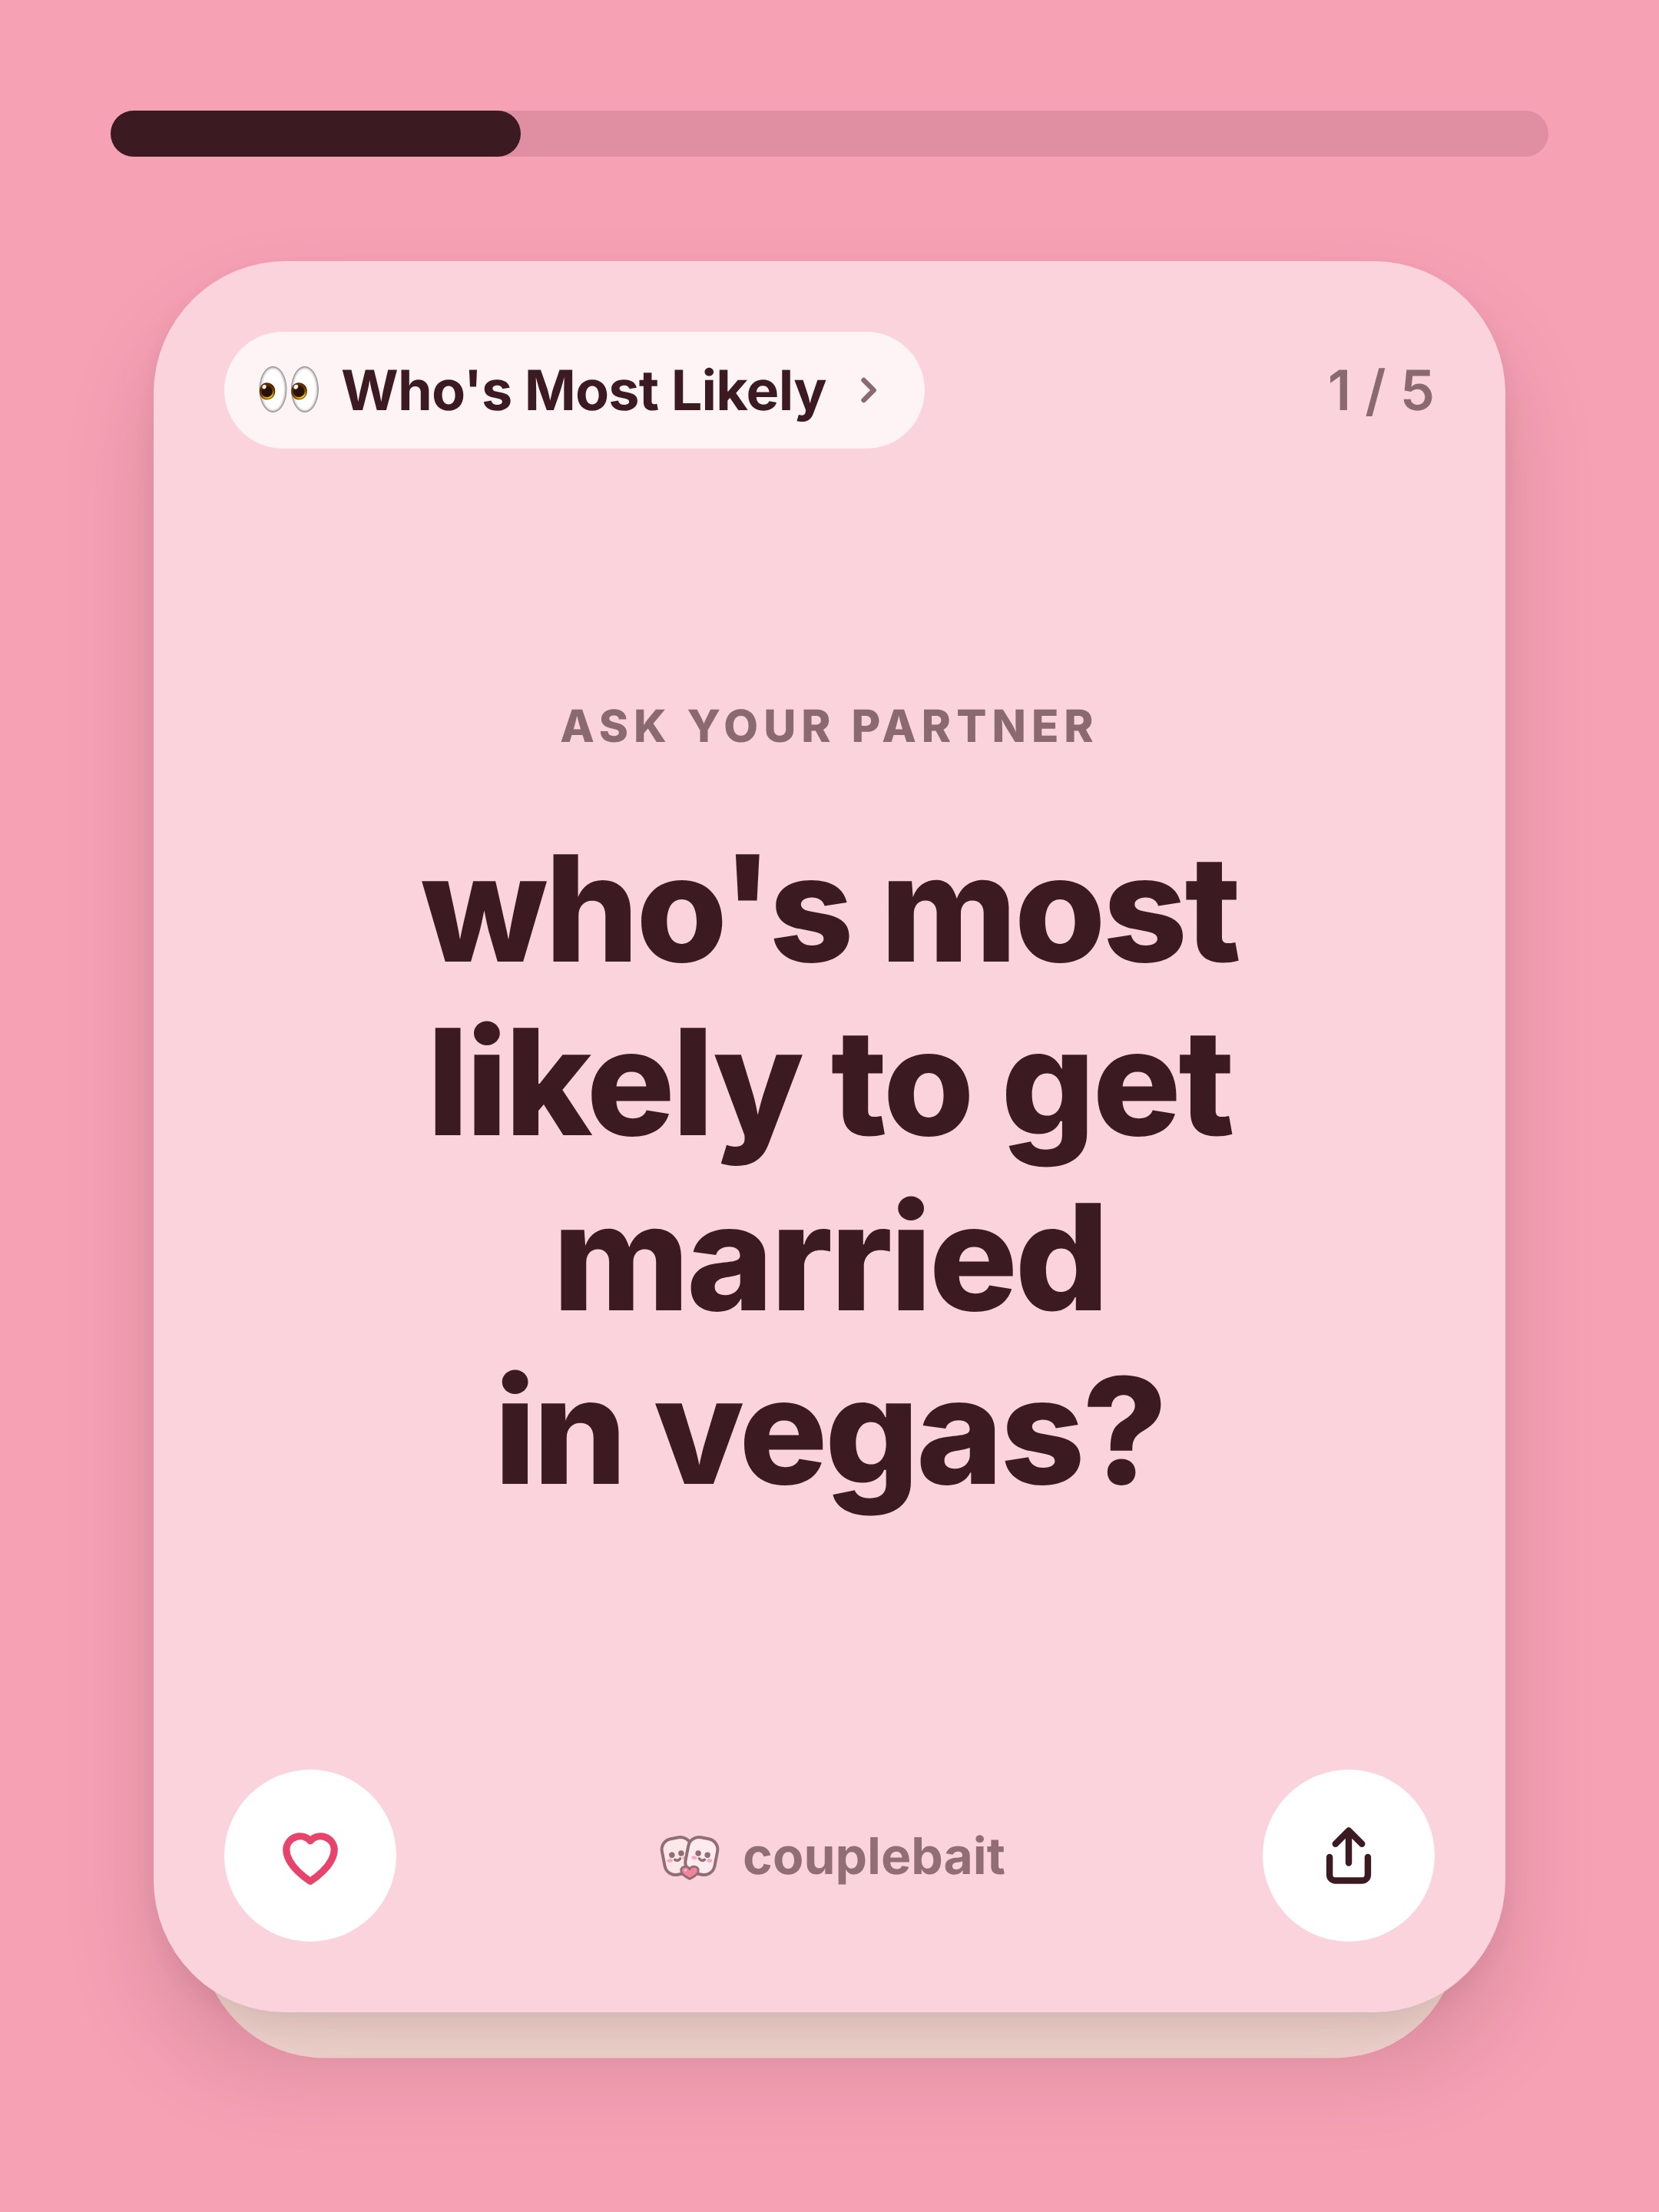 👀 Who's Most Likely
1 / 5
ASK YOUR PARTNER
who's most
likely to get
married
in vegas?
couplebait